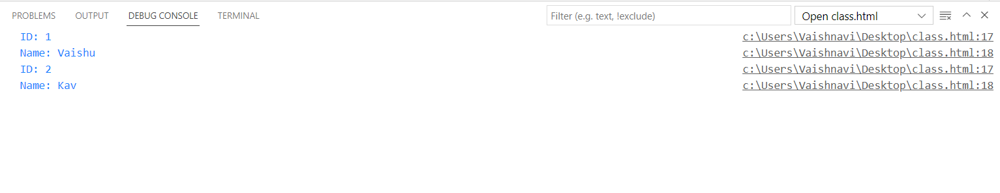 PROBLEMS OUTPUT DEBUG CONSOLE TERMINAL Filter (e.g. text, !exclude) Open class.html
ID: 1 c:\Users\Vaishnavi\Desktop\class.html:17
Name: Vaishu c:\Users\Vaishnavi\Desktop\class.html:18
ID: 2 c:\Users\Vaishnavi\Desktop\class.html:17
Name: Kav c:\Users\Vaishnavi\Desktop\class.html:18